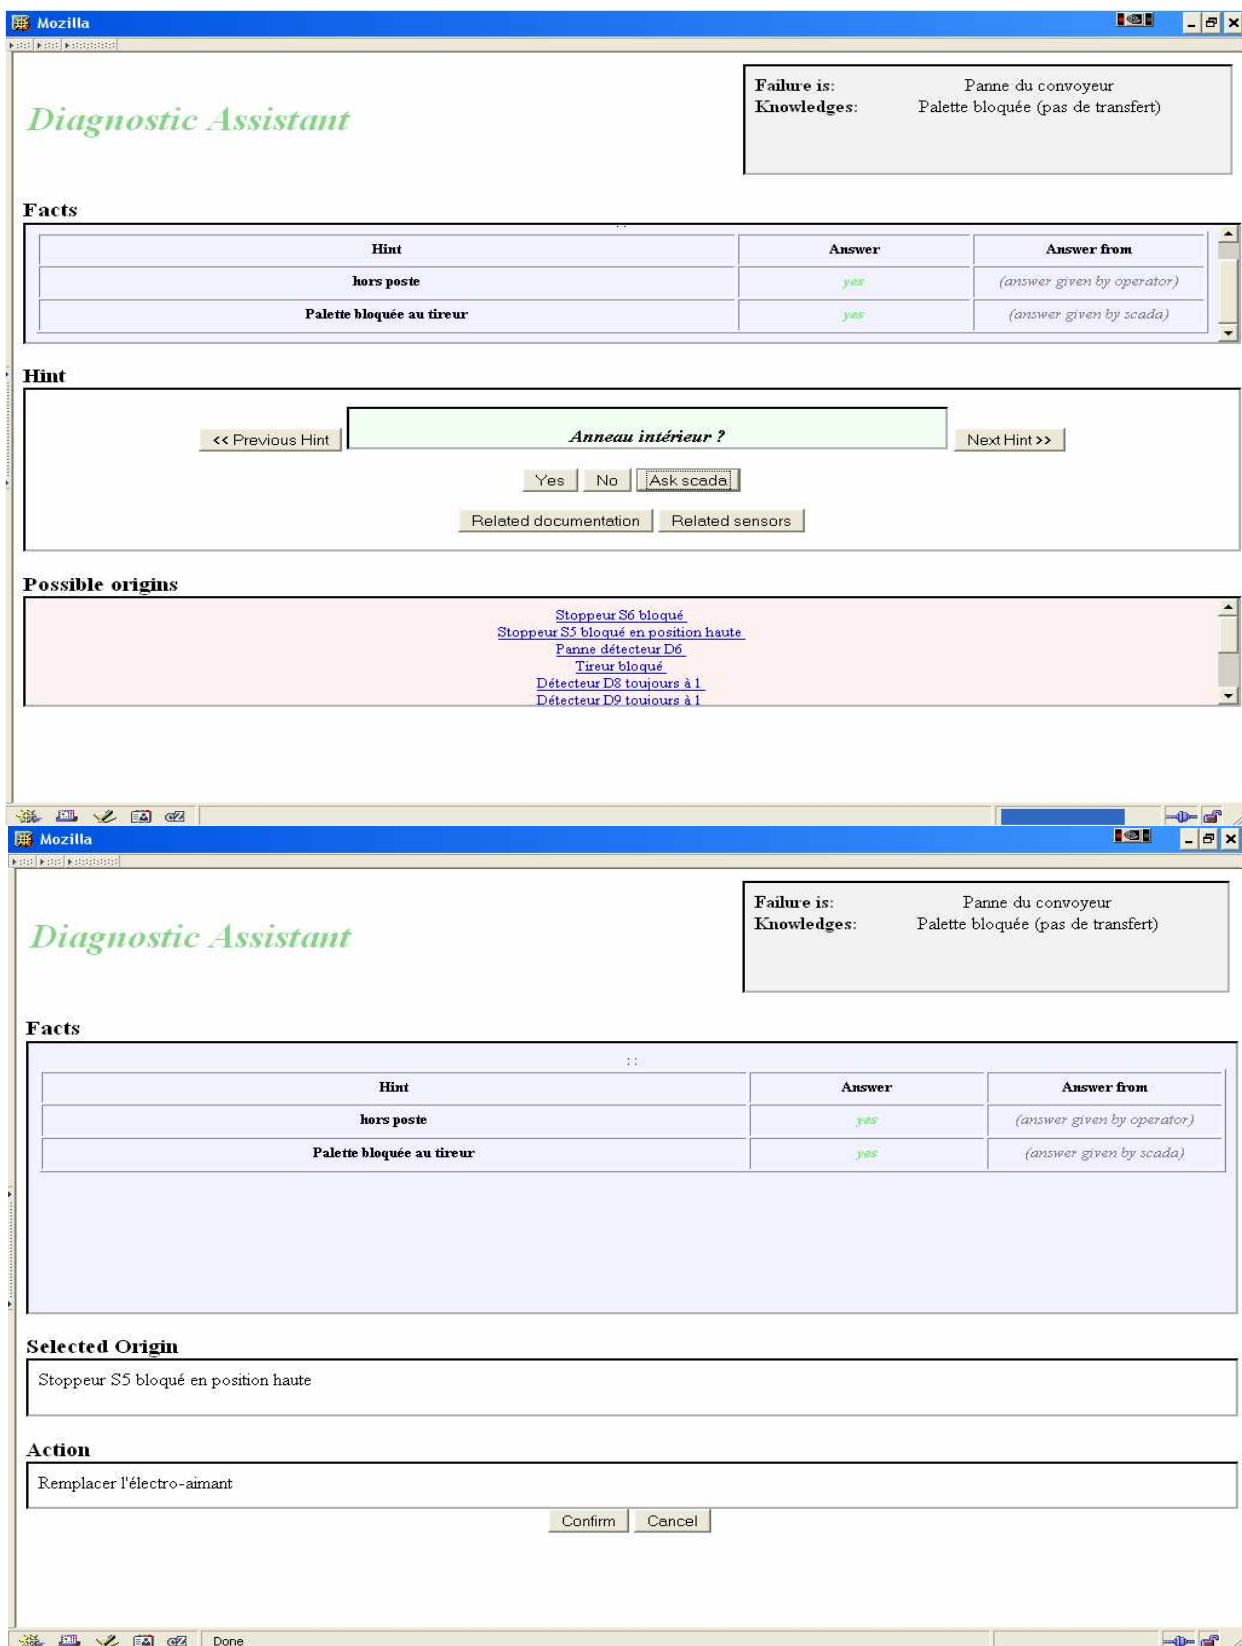 Mozilla
Diagnostic Assistant
Failure is: Panne du convoyeur
Knowledges: Palette bloquée (pas de transfert)
Facts
: :
Hint Answer Answer from
hors poste yes (answer given by operator)
Palette bloquée au tireur yes (answer given by scada)
Hint
<< Previous Hint Anneau intérieur ? Next Hint >>
Yes No Ask scada
Related documentation Related sensors
Possible origins
Stoppeur S6 bloqué
Stoppeur S5 bloqué en position haute
Panne détecteur D6
Tireur bloqué
Détecteur D8 toujours à 1
Détecteur D9 toujours à 1
Mozilla
Diagnostic Assistant
Failure is: Panne du convoyeur
Knowledges: Palette bloquée (pas de transfert)
Facts
: :
Hint Answer Answer from
hors poste yes (answer given by operator)
Palette bloquée au tireur yes (answer given by scada)
Selected Origin
Stoppeur S5 bloqué en position haute
Action
Remplacer l'électro-aimant
Confirm Cancel
Done